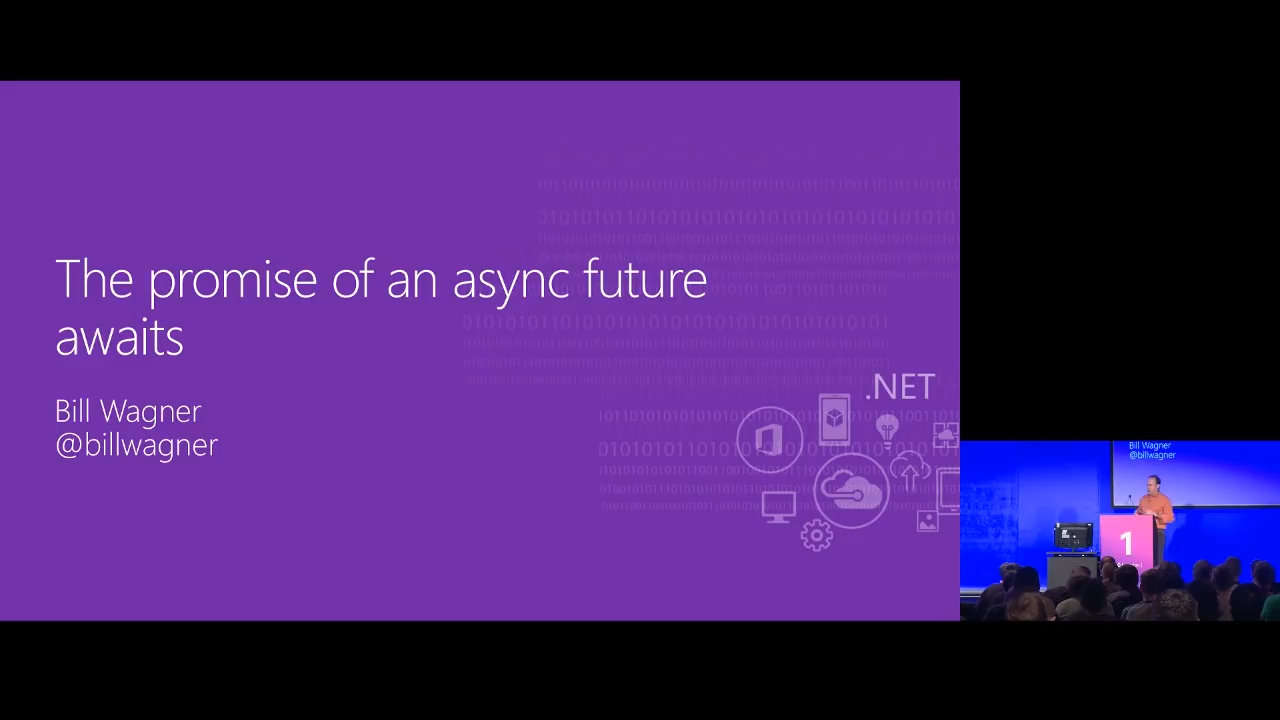 The promise of an async future
awaits
Bill Wagner
@billwagner
.NET
Bill Wagner
@billwagner
1